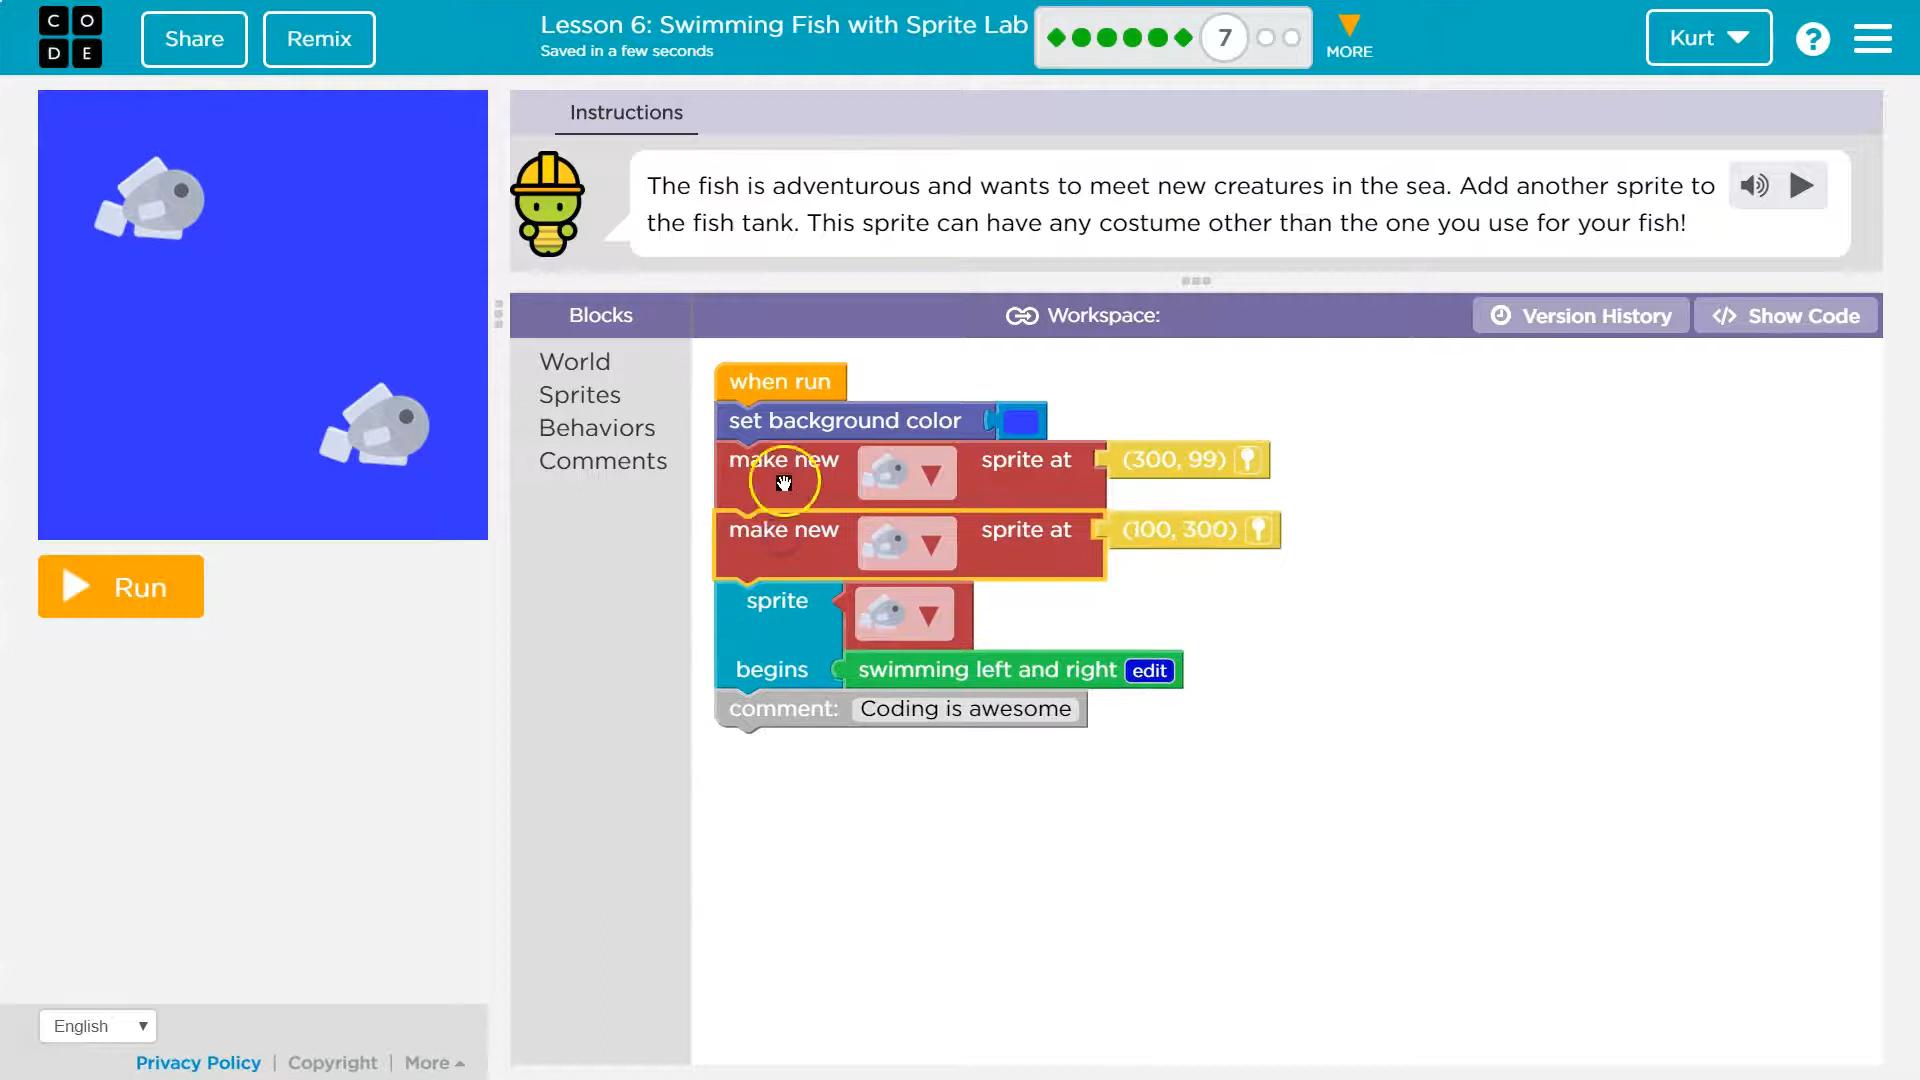 C O
D E
Share
Remix
Lesson 6: Swimming Fish with Sprite Lab
Saved in a few seconds
7
MORE
Kurt
?
Instructions
The fish is adventurous and wants to meet new creatures in the sea. Add another sprite to
the fish tank. This sprite can have any costume other than the one you use for your fish!
Blocks
Workspace:
Version History
</> Show Code
World
Sprites
Behaviors
Comments
when run
set background color
make new sprite at (300, 99)
make new sprite at (100, 300)
sprite
begins swimming left and right edit
comment: Coding is awesome
Run
English
Privacy Policy | Copyright | More